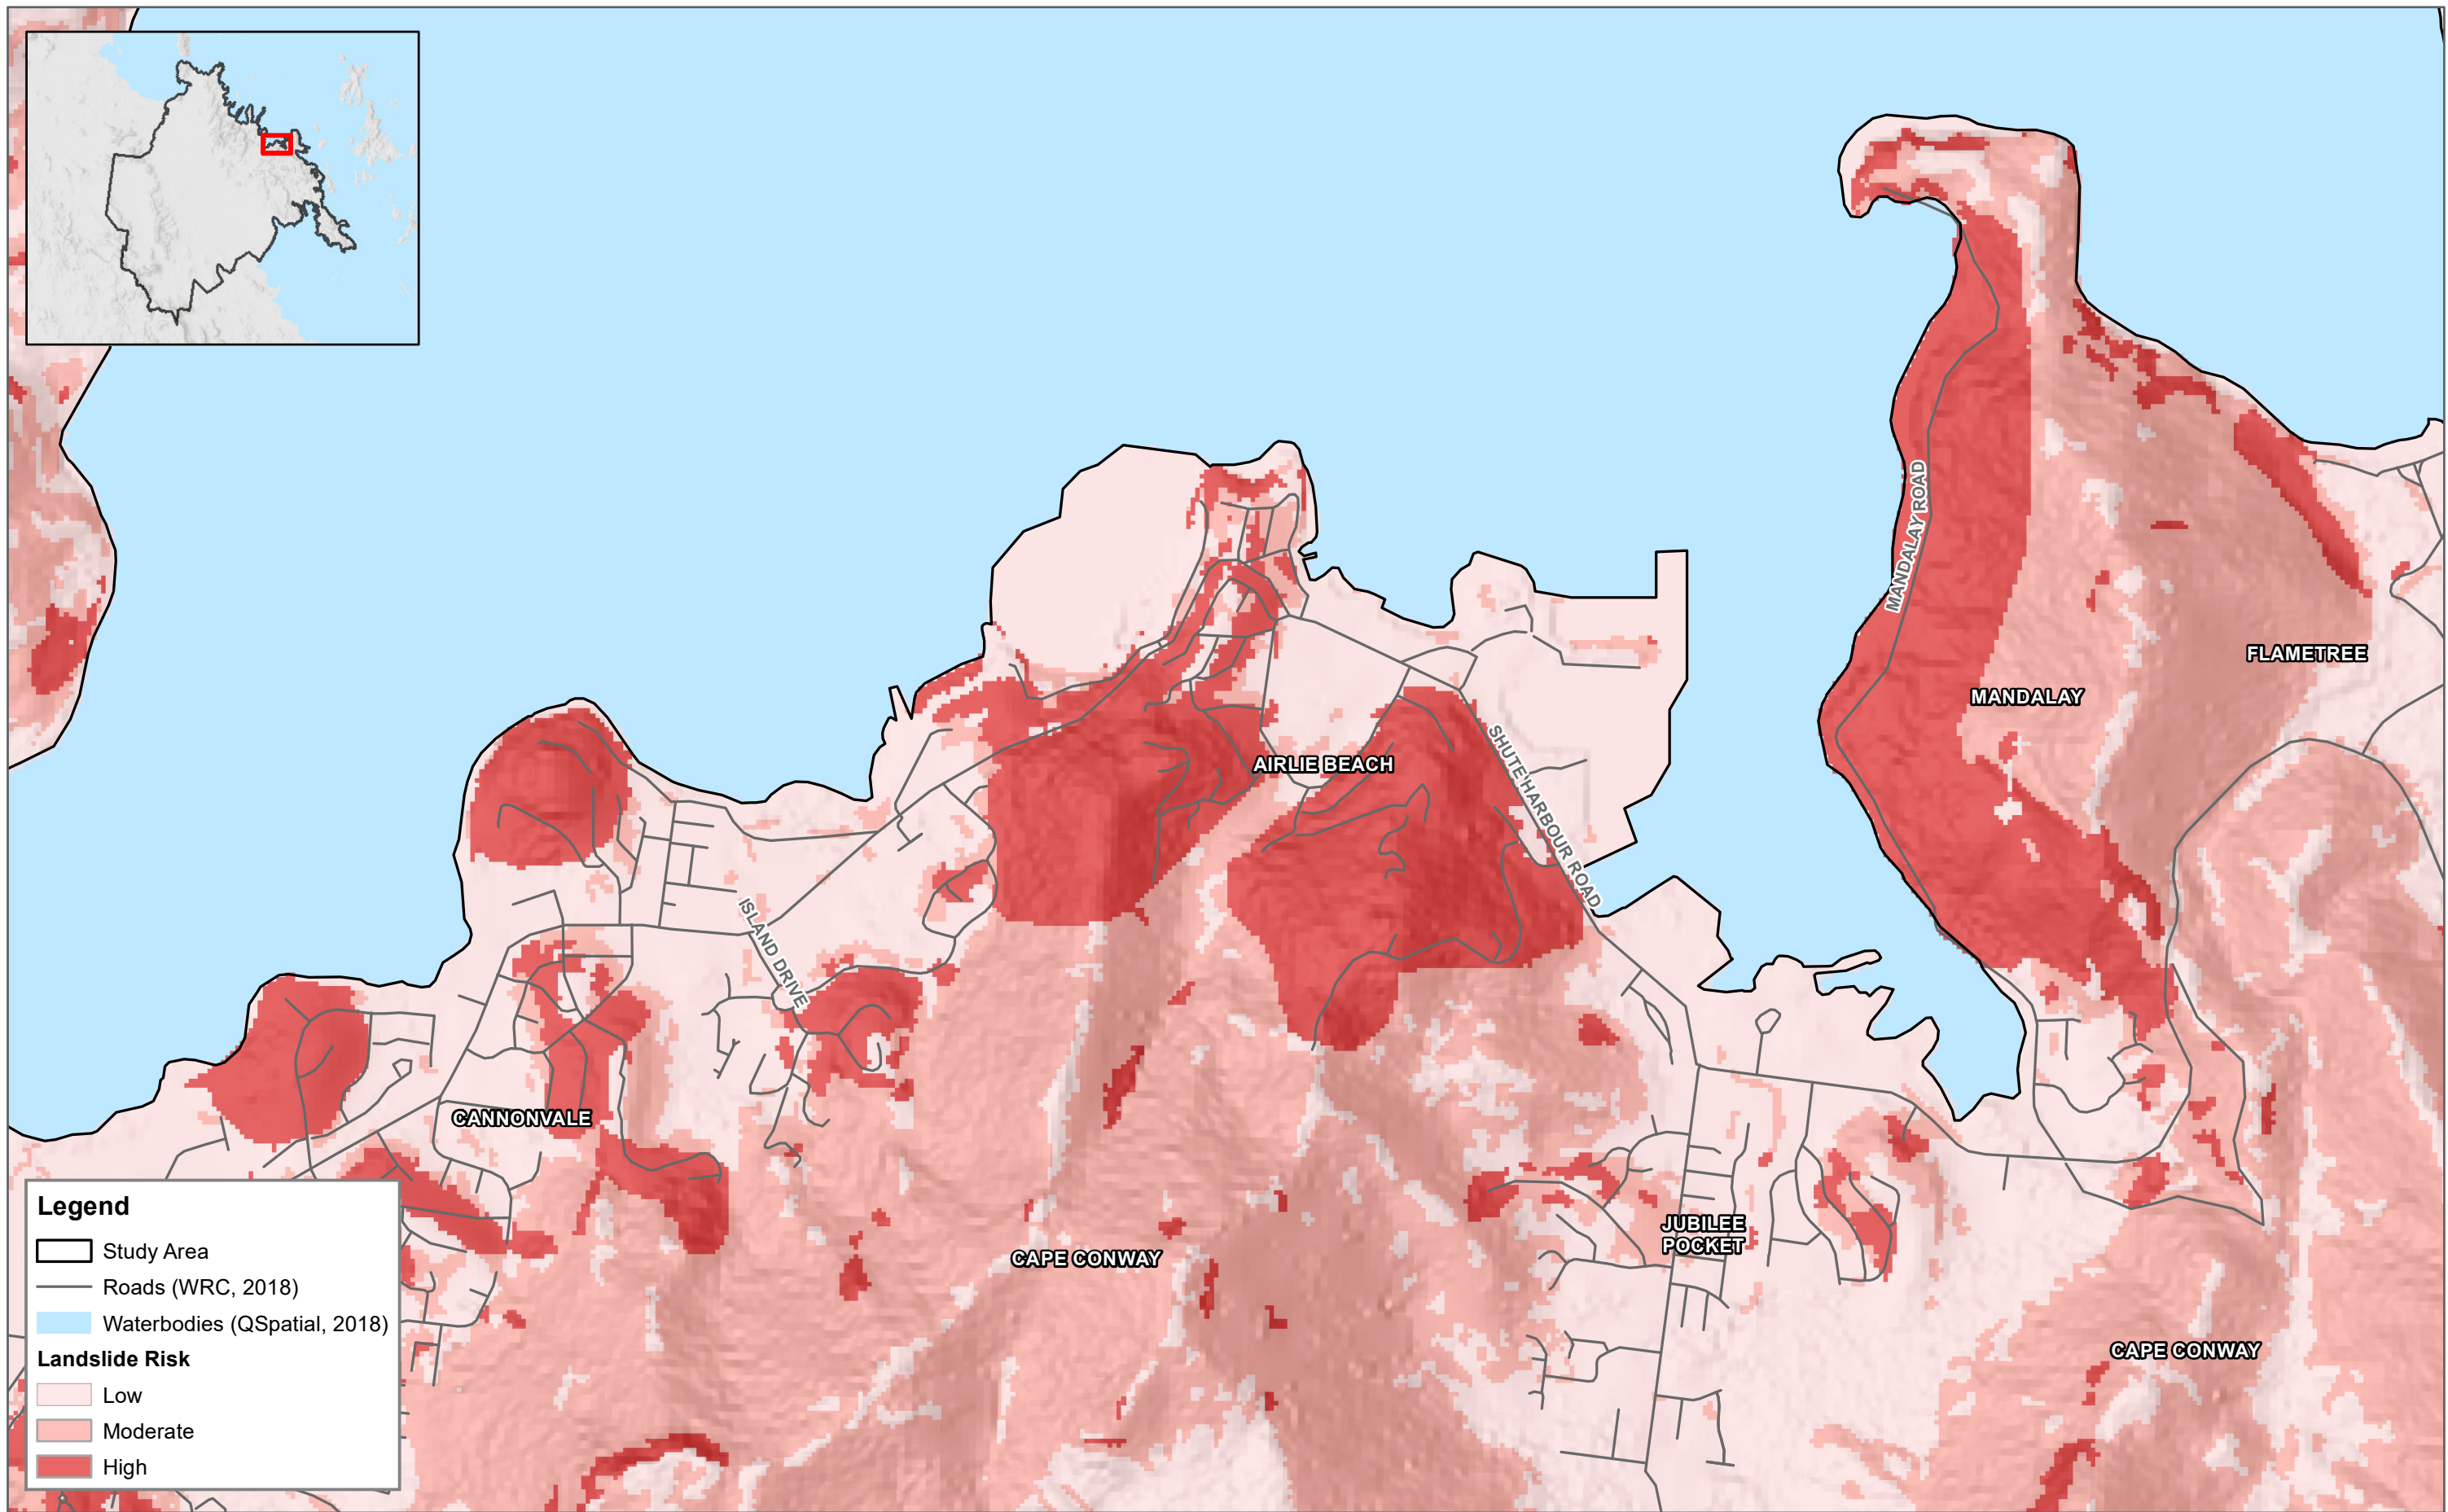 MANDALAY ROAD
FLAMETREE
MANDALAY
AIRLIE BEACH
SHUTE HARBOUR ROAD
ISLAND DRIVE
CANNONVALE
JUBILEE
POCKET
CAPE CONWAY
CAPE CONWAY
Legend
Study Area
Roads (WRC, 2018)
Waterbodies (QSpatial, 2018)
Landslide Risk
Low
Moderate
High